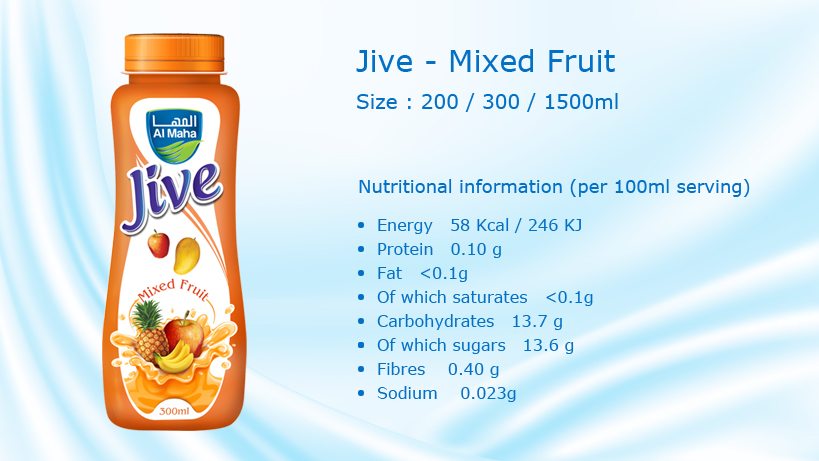 المها
Al Maha
Jive
Mixed Fruit
300ml
Jive - Mixed Fruit
Size : 200 / 300 / 1500ml
Nutritional information (per 100ml serving)
• Energy 58 Kcal / 246 KJ
• Protein 0.10 g
• Fat <0.1g
• Of which saturates <0.1g
• Carbohydrates 13.7 g
• Of which sugars 13.6 g
• Fibres 0.40 g
• Sodium 0.023g